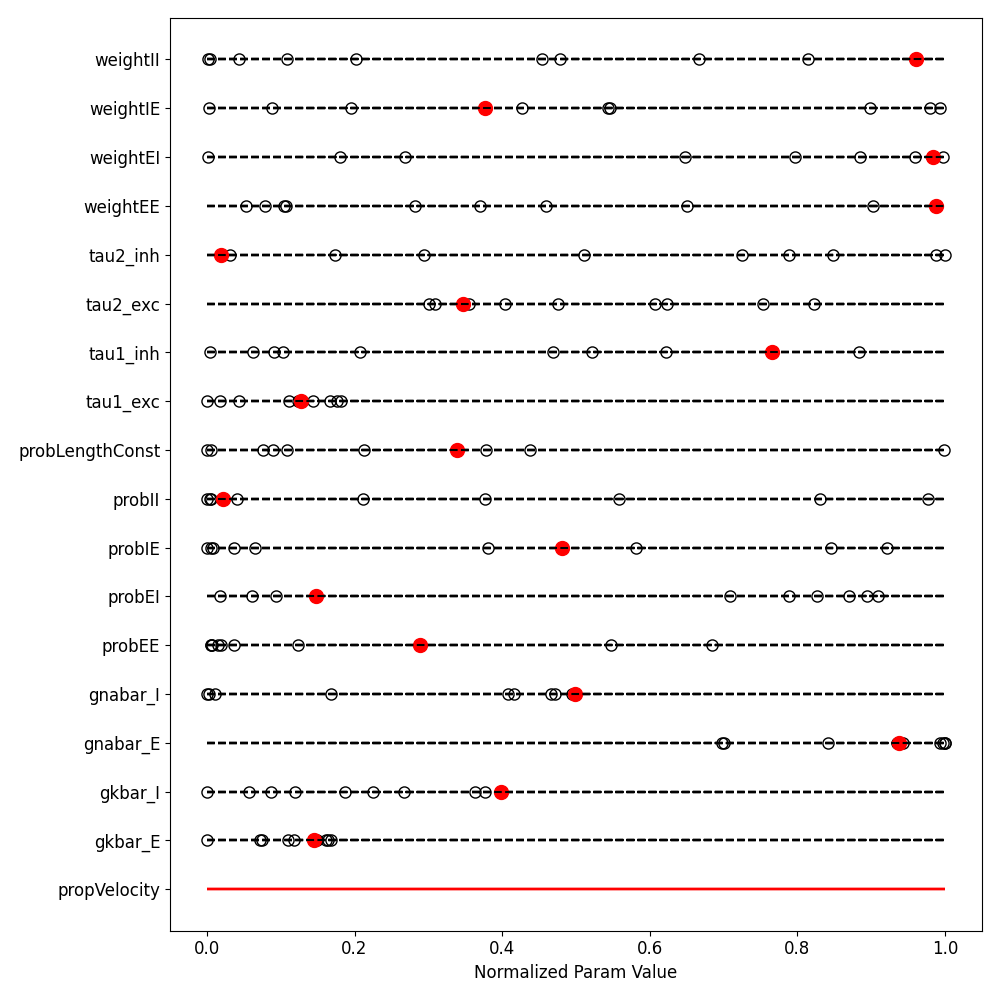 weightII
weightIE
weightEI
weightEE
tau2_inh
tau2_exc
tau1_inh
tau1_exc
probLengthConst
probII
probIE
probEI
probEE
gnabar_I
gnabar_E
gkbar_I
gkbar_E
propVelocity
0.0 0.2 0.4 0.6 0.8 1.0
Normalized Param Value